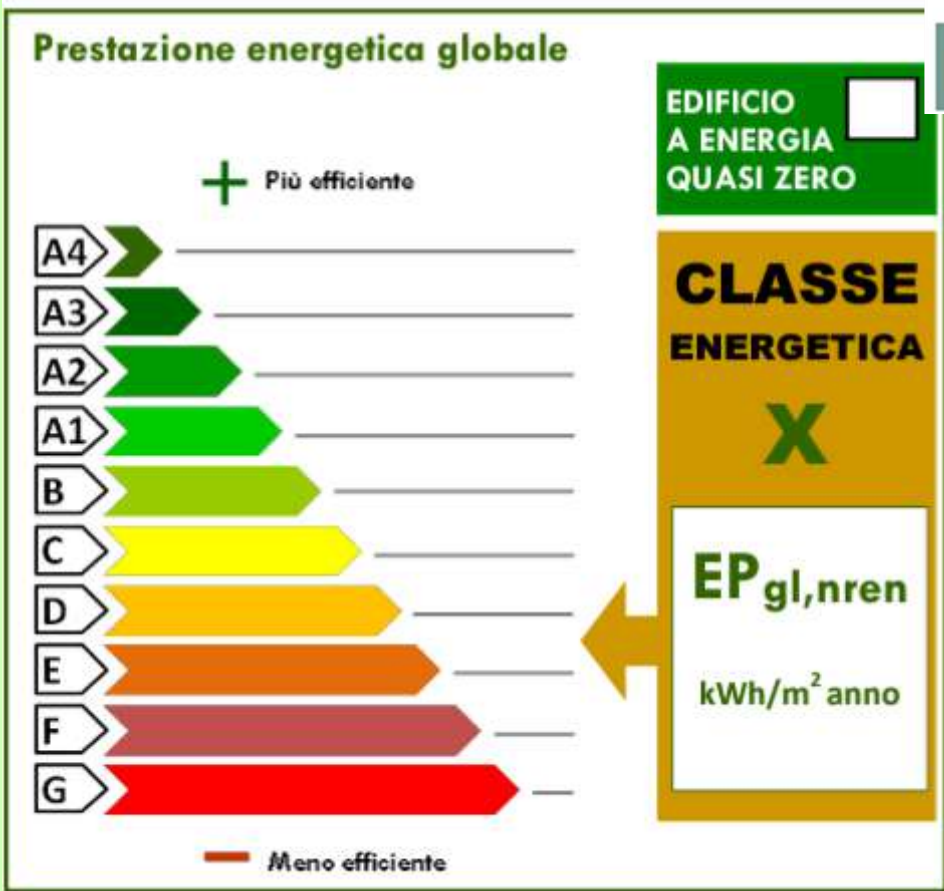 Prestazione energetica globale
EDIFICIO
A ENERGIA
QUASI ZERO
+ Più efficiente
A4
A3
A2
A1
B
C
D
E
F
G
— Meno efficiente
CLASSE
ENERGETICA
X
EPgl,nren
kWh/m² anno